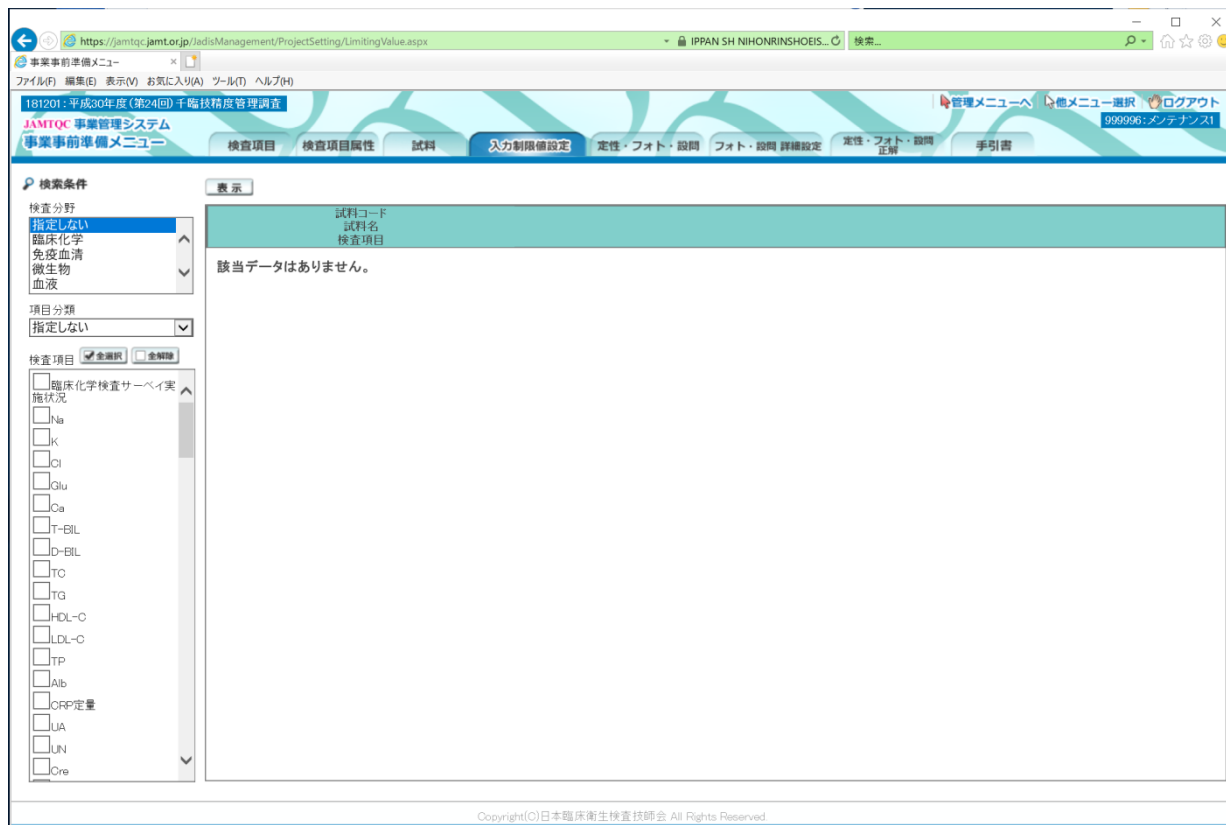 https://jamtqc.jamt.or.jp/JadisManagement/ProjectSetting/LimitingValue.aspx
IPPAN SH NIHONRINSHOEIS...
検索...
事業事前準備メニュー
ファイル(F) 編集(E) 表示(V) お気に入り(A) ツール(T) ヘルプ(H)
181201:平成30年度(第24回)千臨技精度管理調査
管理メニューへ 他メニュー選択 ログアウト
JAMTQC 事業管理システム
999996:メンテナンス1
事業事前準備メニュー
検査項目 検査項目属性 試料 入力制限値設定 定性・フォト・設問 フォト・設問 詳細設定 定性・フォト・設問 正解 手引書
検索条件
表示
検査分野
指定しない
臨床化学
免疫血清
微生物
血液
試料コード
試料名
検査項目
該当データはありません。
項目分類
指定しない
検査項目 全選択 全解除
臨床化学検査サーベイ実
施状況
Na
K
Cl
Glu
Ca
T-BIL
D-BIL
TC
TG
HDL-C
LDL-C
TP
Alb
CRP定量
UA
UN
Cre
Copyright(C)日本臨床衛生検査技師会 All Rights Reserved